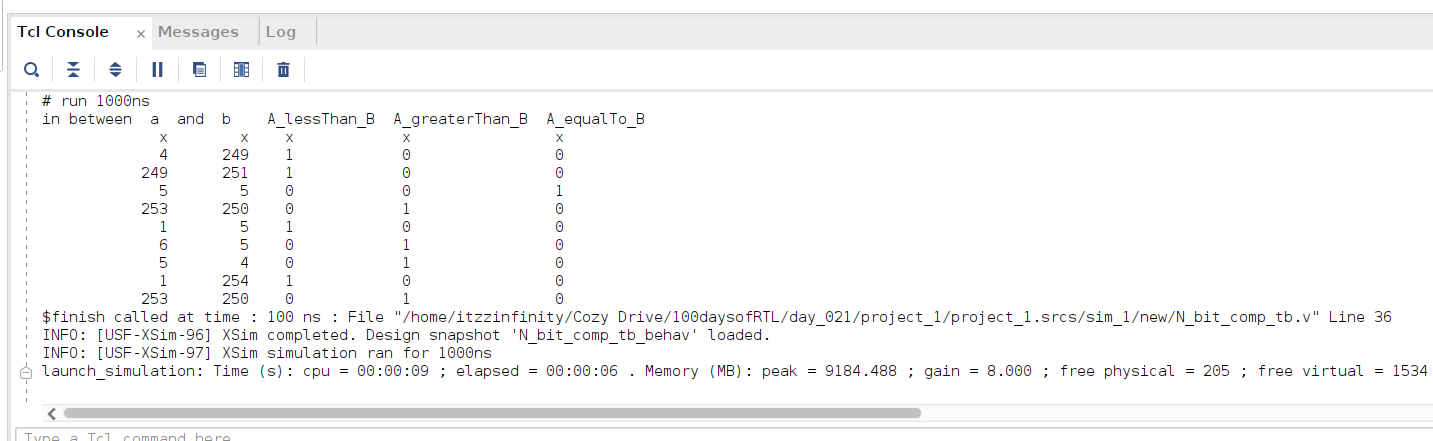 Tcl Console × Messages Log
# run 1000ns
in between a and b A_lessThan_B A_greaterThan_B A_equalTo_B
x x x x x
4 249 1 0 0
249 251 1 0 0
5 5 0 0 1
253 250 0 1 0
1 5 1 0 0
6 5 0 1 0
5 4 0 1 0
1 254 1 0 0
253 250 0 1 0
$finish called at time : 100 ns : File "/home/itzzinfinity/Cozy Drive/100daysofRTL/day_021/project_1/project_1.srcs/sim_1/new/N_bit_comp_tb.v" Line 36
INFO: [USF-XSim-96] XSim completed. Design snapshot 'N_bit_comp_tb_behav' loaded.
INFO: [USF-XSim-97] XSim simulation ran for 1000ns
launch_simulation: Time (s): cpu = 00:00:09 ; elapsed = 00:00:06 . Memory (MB): peak = 9184.488 ; gain = 8.000 ; free physical = 205 ; free virtual = 1534
Type a Tcl command here